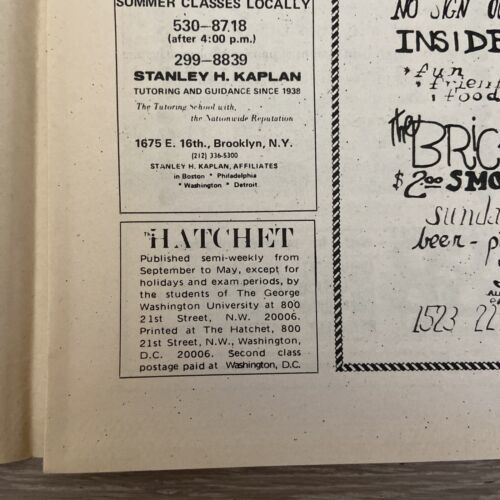 SUMMER CLASSES LOCALLY
530-8718
(after 4:00 p.m.)
299-8839
STANLEY H. KAPLAN
TUTORING AND GUIDANCE SINCE 1938
The Tutoring School with,
the Nationwide Reputation
1675 E. 16th., Brooklyn, N.Y.
(212) 336-5300
STANLEY H. KAPLAN, AFFILIATES
in Boston * Philadelphia
* Washington * Detroit
The HATCHET
Published semi-weekly from
September to May, except for
holidays and exam periods, by
the students of The George
Washington University at 800
21st Street, N.W. 20006.
Printed at The Hatchet, 800
21st Street, N.W., Washington,
D.C. 20006. Second class
postage paid at Washington, D.C.
NO SIGN
INSIDE
fun
food
the
BRIC
$2.00 SMO
sunda
beer -
1523 22